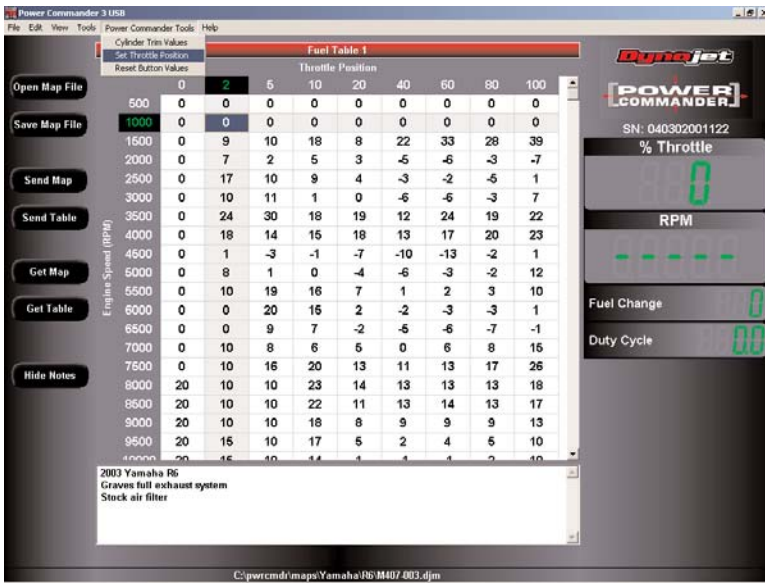 Power Commander 3 USB
File Edit View Tools Power Commander Tools Help
Cylinder Trim Values
Set Throttle Position
Reset Button Values
Fuel Table 1
Throttle Position
0 2 5 10 20 40 60 80 100
Engine Speed (RPM)
500 0 0 0 0 0 0 0 0 0
1000 0 0 0 0 0 0 0 0 0
1500 0 9 10 18 8 22 33 28 39
2000 0 7 2 5 3 -5 -6 -3 -7
2500 0 17 10 9 4 -3 -2 -5 1
3000 0 10 11 1 0 -6 -6 -3 7
3500 0 24 30 18 19 12 24 19 22
4000 0 18 14 15 18 13 17 20 23
4500 0 1 -3 -1 -7 -10 -13 -2 1
5000 0 8 1 0 -4 -6 -3 -2 12
5500 0 10 19 16 7 1 2 3 10
6000 0 0 20 15 2 -2 -3 -3 1
6500 0 0 9 7 -2 -5 -6 -7 -1
7000 0 10 8 6 5 0 6 8 15
7500 0 10 16 20 13 11 13 17 26
8000 20 10 10 23 14 13 13 13 18
8500 20 10 10 22 11 13 14 13 17
9000 20 10 10 18 8 9 9 9 13
9500 20 15 10 17 5 2 4 5 10
Open Map File
Save Map File
Send Map
Send Table
Get Map
Get Table
Hide Notes
Dynojet
POWER
COMMANDER
SN: 040302001122
% Throttle
0
RPM
-----
Fuel Change 0
Duty Cycle 0.0
2003 Yamaha R6
Graves full exhaust system
Stock air filter
C:\pwrcmdr\maps\Yamaha\R6\M407-003.djm